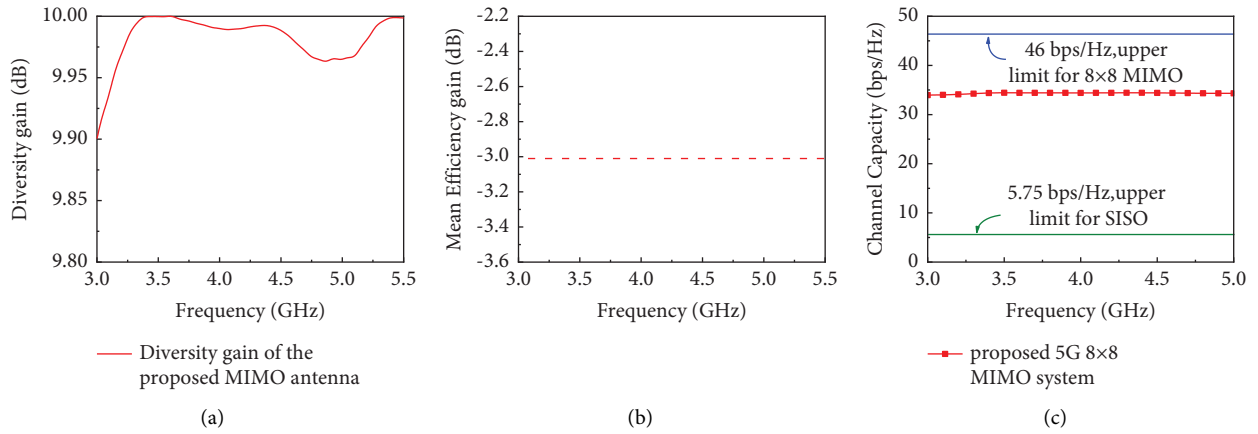 10.00
9.95
9.90
9.85
9.80
Diversity gain (dB)
3.0 3.5 4.0 4.5 5.0 5.5
Frequency (GHz)
Diversity gain of the
proposed MIMO antenna
(a)
-2.2
-2.4
-2.6
-2.8
-3.0
-3.2
-3.4
-3.6
Mean Efficiency gain (dB)
3.0 3.5 4.0 4.5 5.0 5.5
Frequency (GHz)
(b)
50
45
40
35
30
25
20
15
10
5
0
Channel Capacity (bps/Hz)
46 bps/Hz,upper
limit for 8×8 MIMO
5.75 bps/Hz,upper
limit for SISO
3.0 3.5 4.0 4.5 5.0
Frequency (GHz)
proposed 5G 8×8
MIMO system
(c)